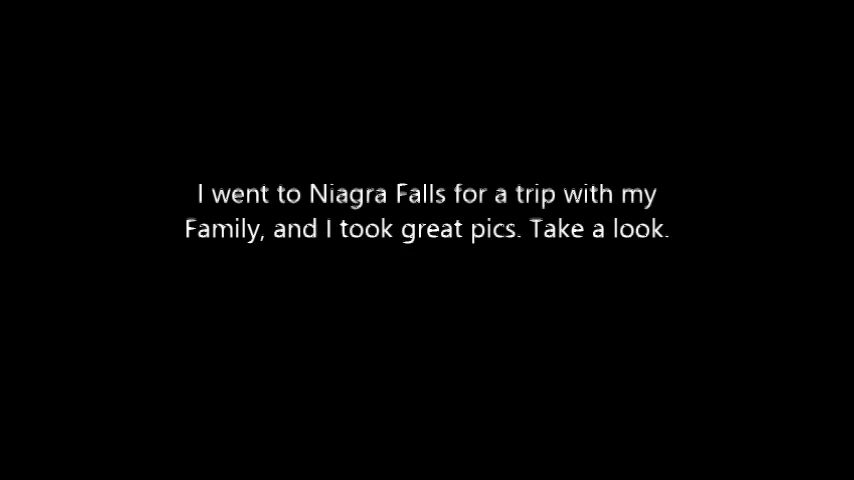 I went to Niagra Falls for a trip with my
Family, and I took great pics. Take a look.